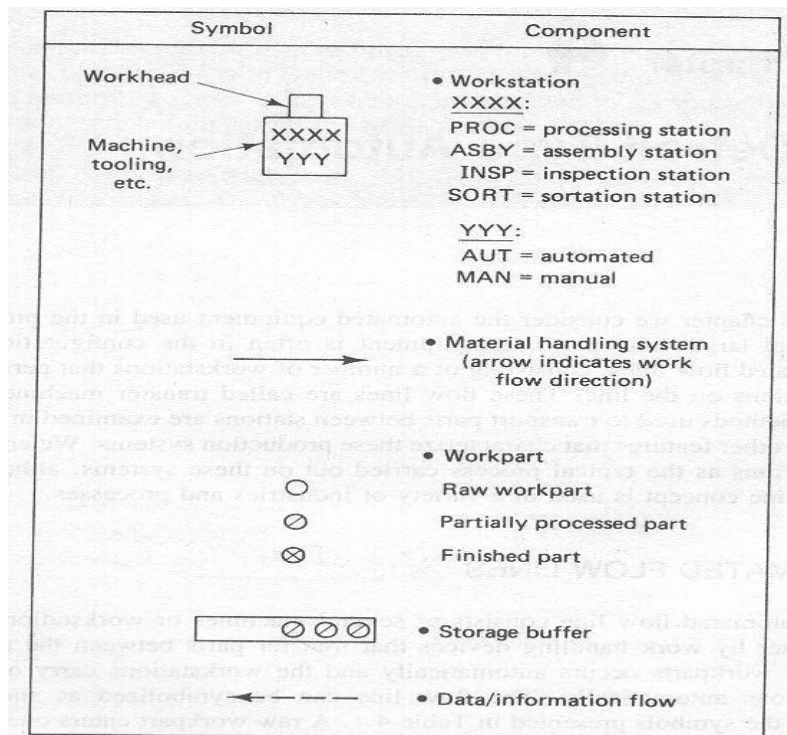 Symbol Component
Workhead
Machine,
tooling,
etc.
XXXX
YYY
• Workstation
XXXX:
PROC = processing station
ASBY = assembly station
INSP = inspection station
SORT = sortation station
YYY:
AUT = automated
MAN = manual
• Material handling system
(arrow indicates work
flow direction)
• Workpart
Raw workpart
Partially processed part
Finished part
• Storage buffer
• Data/information flow